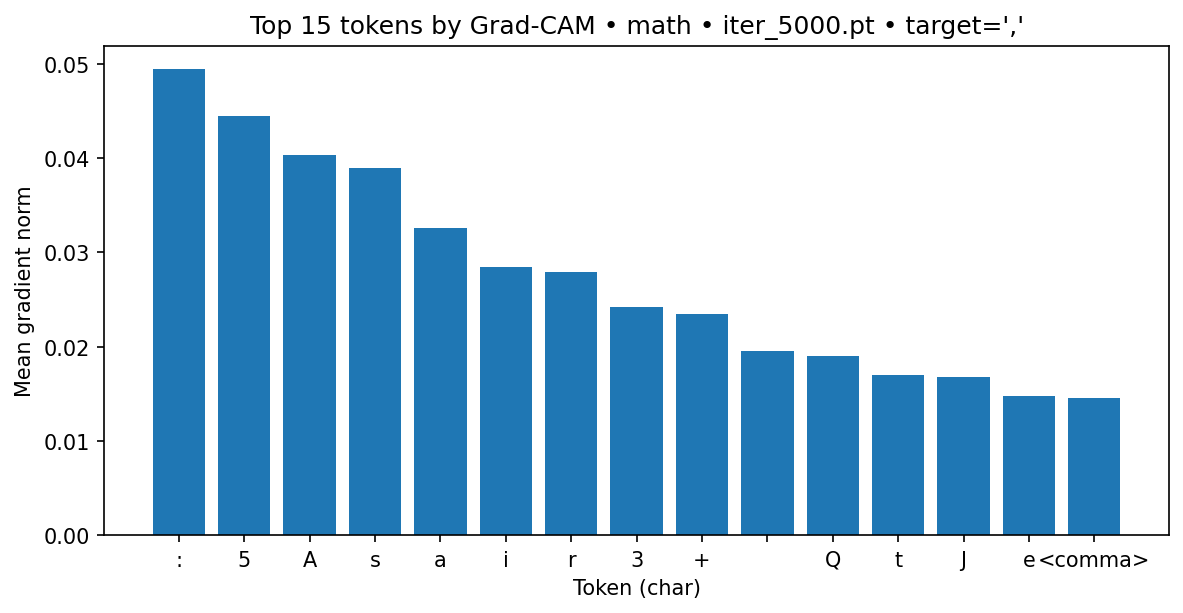 Top 15 tokens by Grad-CAM • math • iter_5000.pt • target=','
0.05
0.04
0.03
0.02
0.01
0.00
Mean gradient norm
: 5 A s a i r 3 + Q t J e <comma>
Token (char)